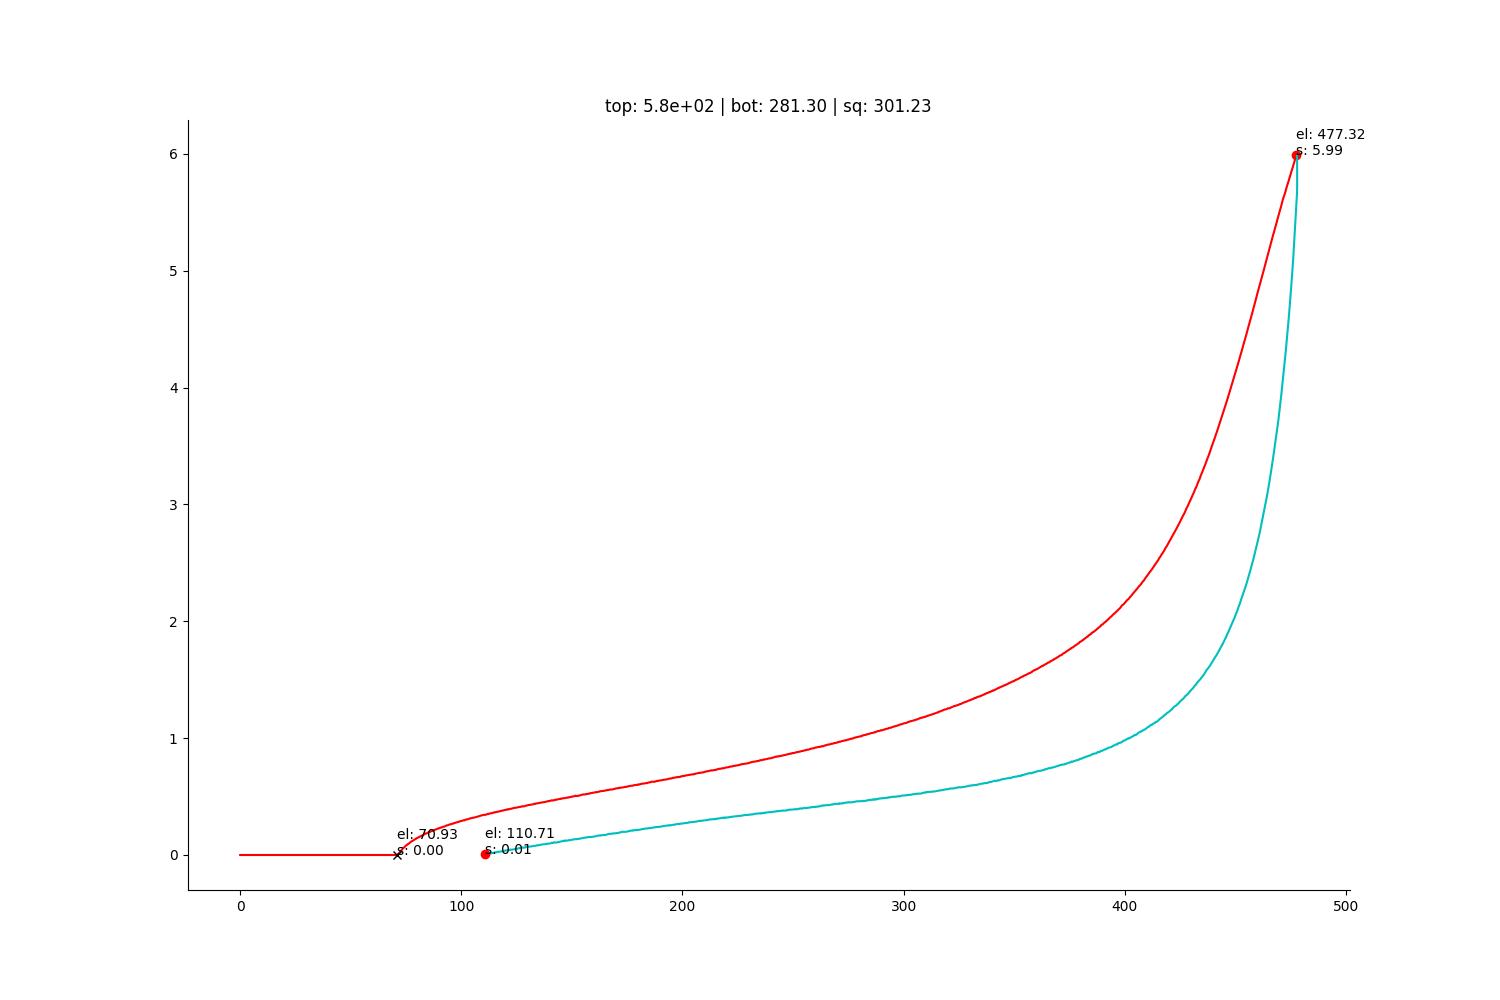 top: 5.8e+02 | bot: 281.30 | sq: 301.23
el: 477.32
s: 5.99
6
5
4
3
2
1
0
el: 70.93
s: 0.00
el: 110.71
s: 0.01
0
100
200
300
400
500